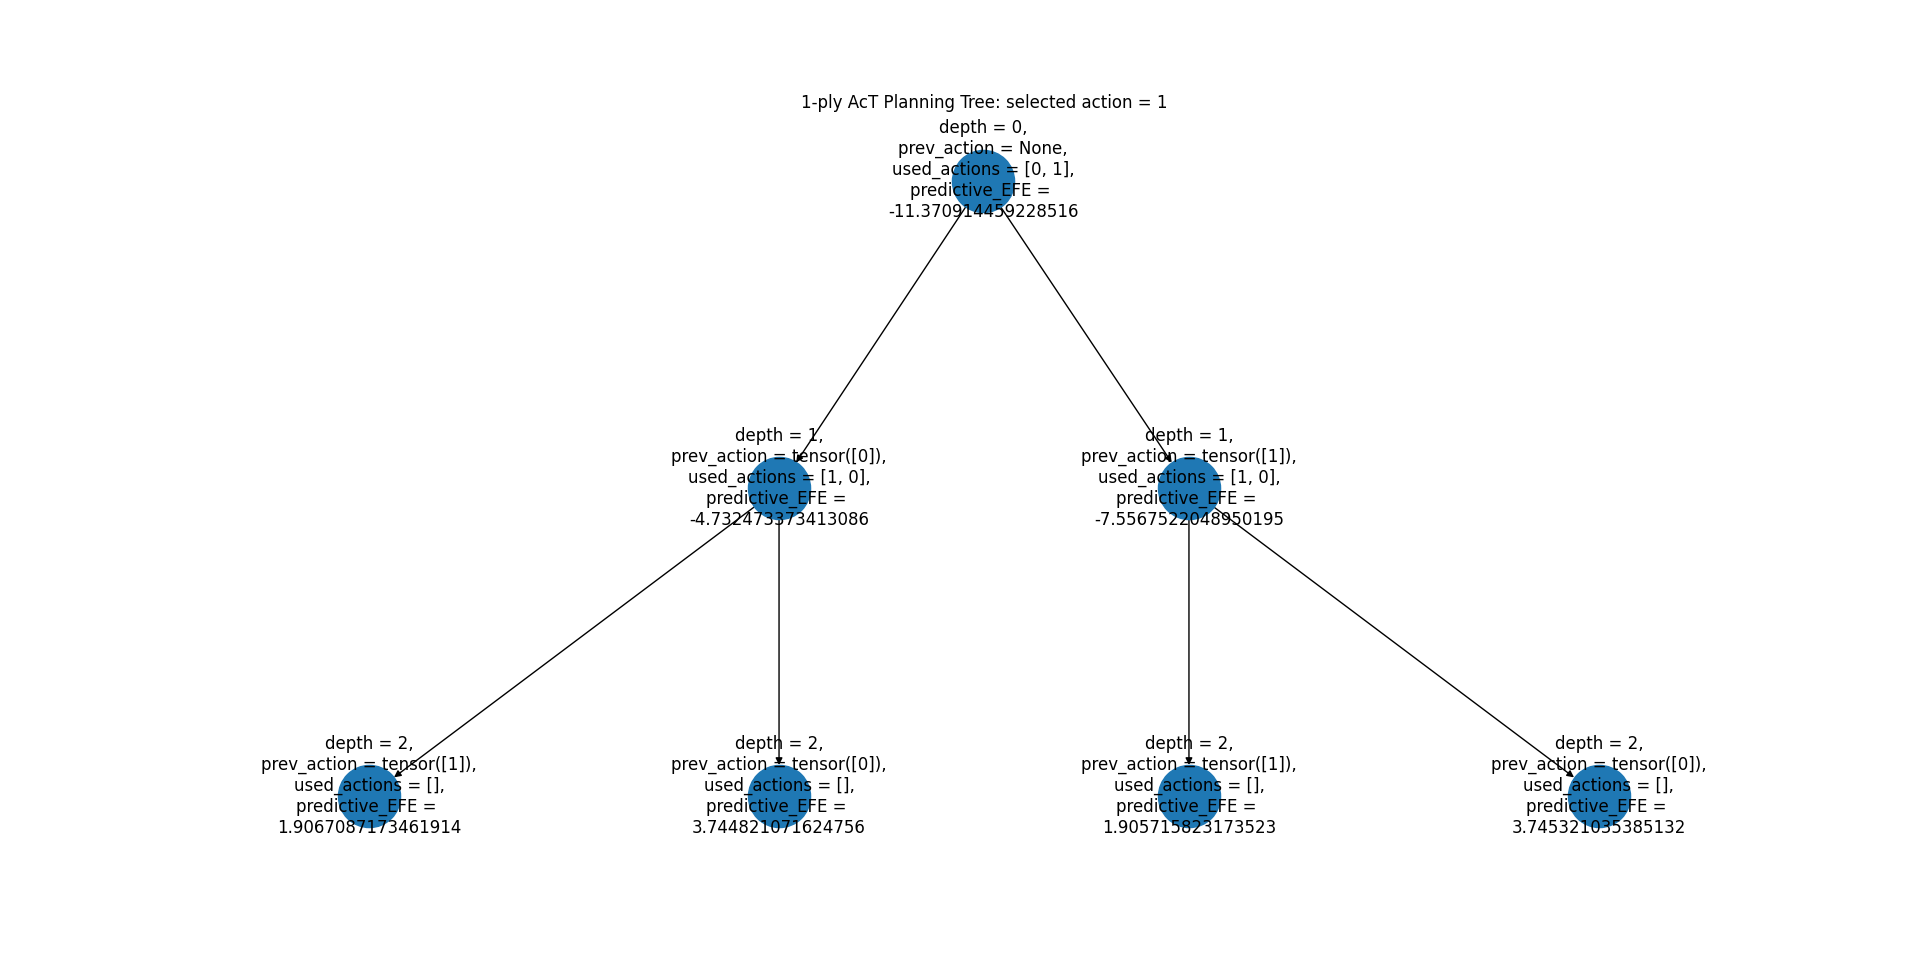 1-ply AcT Planning Tree: selected action = 1
depth = 0,
prev_action = None,
used_actions = [0, 1],
predictive_EFE =
-11.370914459228516
depth = 1,
prev_action = tensor([0]),
used_actions = [1, 0],
predictive_EFE =
-4.732473373413086
depth = 1,
prev_action = tensor([1]),
used_actions = [1, 0],
predictive_EFE =
-7.5567522048950195
depth = 2,
prev_action = tensor([1]),
used_actions = [],
predictive_EFE =
1.9067087173461914
depth = 2,
prev_action = tensor([0]),
used_actions = [],
predictive_EFE =
3.744821071624756
depth = 2,
prev_action = tensor([1]),
used_actions = [],
predictive_EFE =
1.905715823173523
depth = 2,
prev_action = tensor([0]),
used_actions = [],
predictive_EFE =
3.745321035385132